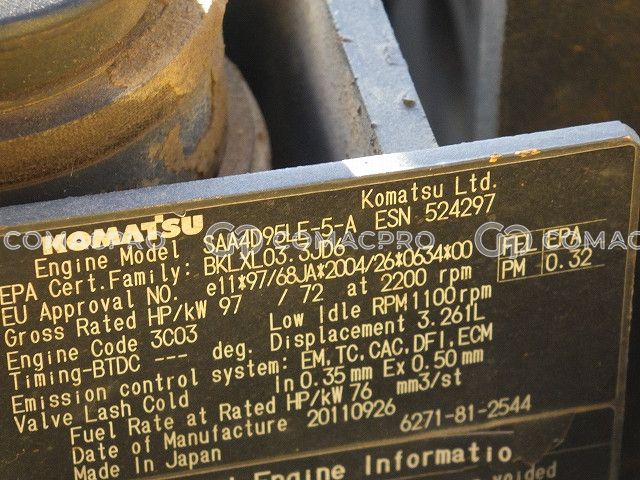 KOMATSU Komatsu Ltd.
Engine Model SAA4D95LE-5-A ESN 524297
EPA Cert.Family: BKLXL03.3JD6
EU Approval NO. e11*97/68JA*2004/26*0634*00
FEL EPA
PM 0.32
Gross Rated HP/kW 97 / 72 at 2200 rpm
Engine Code 3C03 Low Idle RPM 1100rpm
Timing-BTDC --- deg. Displacement 3.261L
Emission control system: EM,TC,CAC,DFI,ECM
Valve Lash Cold In 0.35 mm Ex 0.50 mm
Fuel Rate at Rated HP/kW 76 mm3/st
Date of Manufacture 20110926 6271-81-2544
Made In Japan
Engine Informatio
voided
COMACPRO COMACPRO COMACPRO